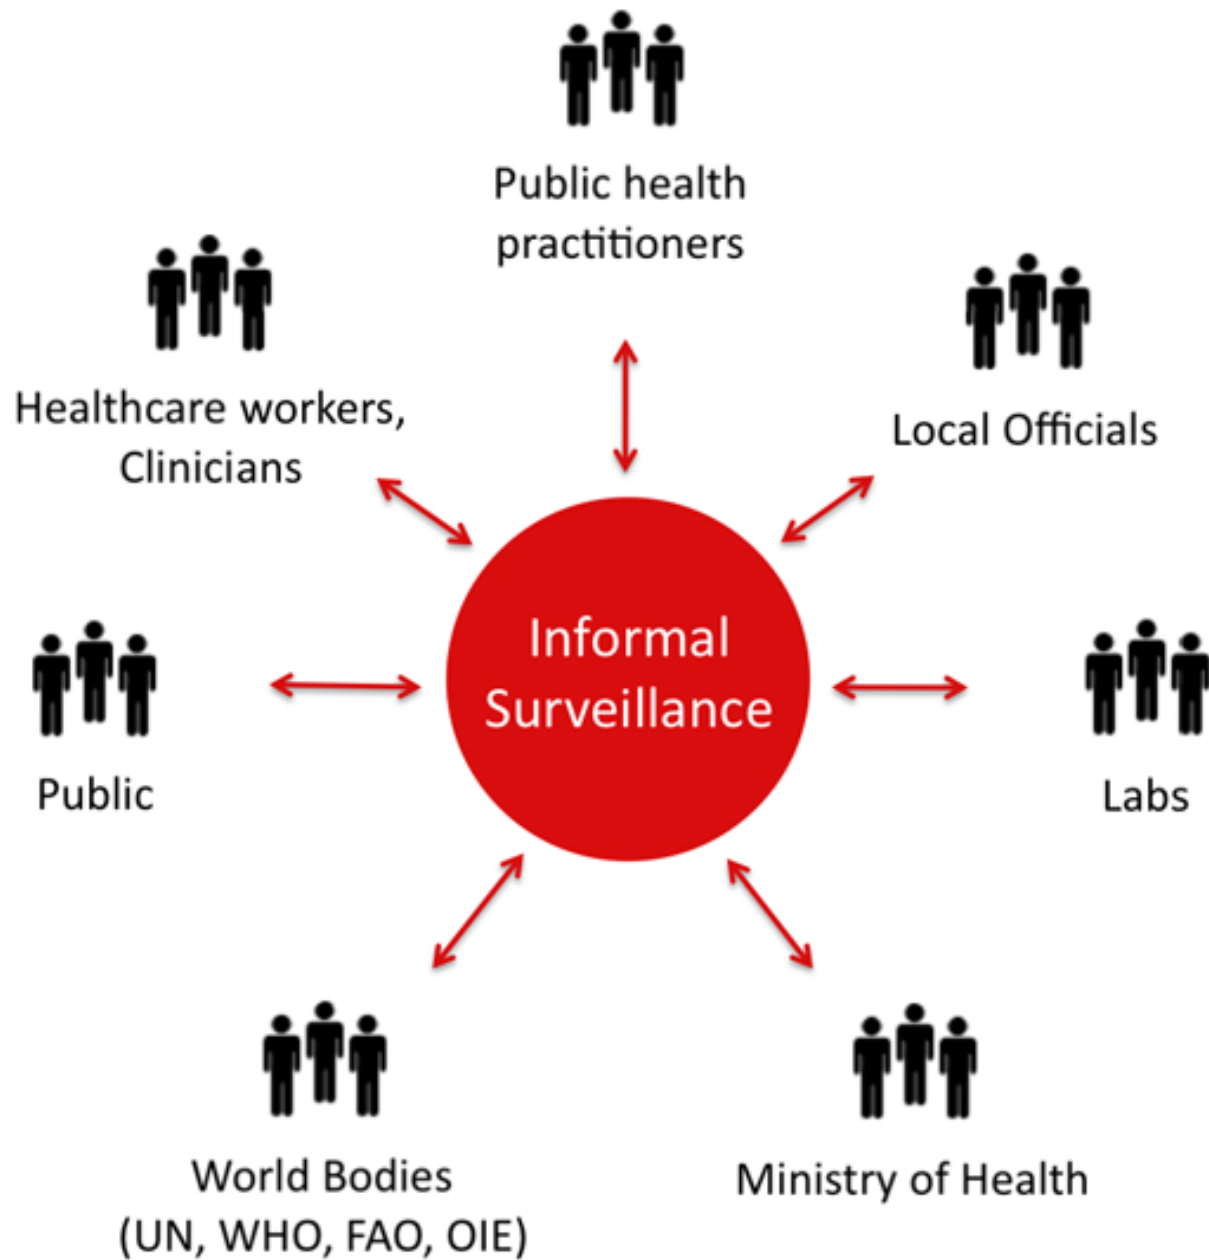 Public health
practitioners
Healthcare workers,
Clinicians
Local Officials
Informal
Surveillance
Public
Labs
World Bodies
(UN, WHO, FAO, OIE)
Ministry of Health